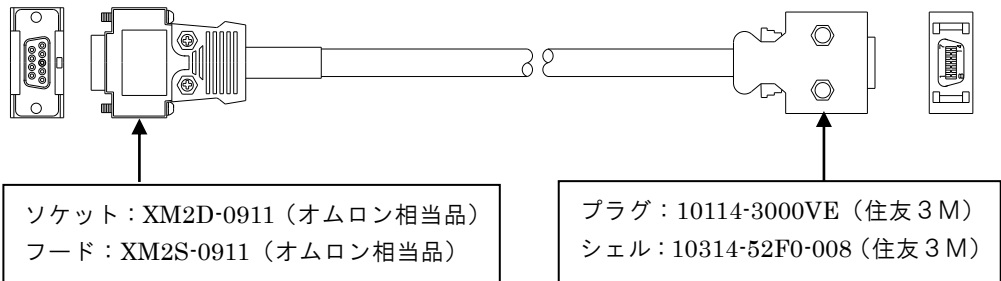 ソケット：XM2D-0911（オムロン相当品）
フード：XM2S-0911（オムロン相当品）
プラグ：10114-3000VE（住友３Ｍ）
シェル：10314-52F0-008（住友３Ｍ）